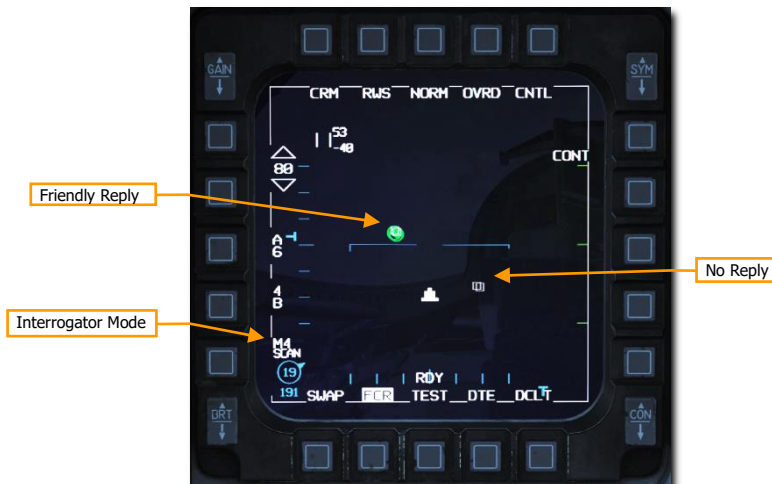 GAIN
SYM
CRM RWS NORM OVRD CNTL
53
-40
CONT
80
Friendly Reply
A
6
No Reply
4
B
Interrogator Mode
M4
SCAN
19
191
RDY
SWAP FCR TEST DTE DCLT
BRT
CON